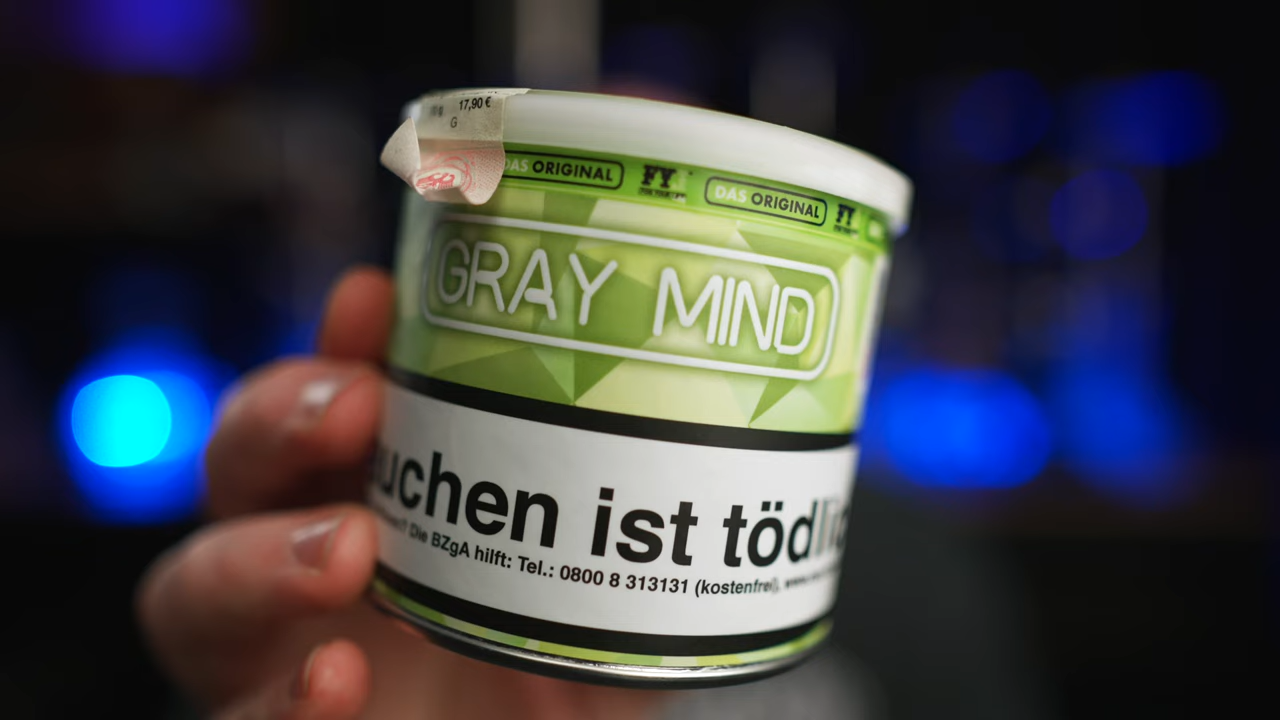 17,90 €
G
DAS ORIGINAL FY DAS ORIGINAL FY
GRAY MIND
uchen ist tödli
Die BZgA hilft: Tel.: 0800 8 313131 (kostenfrei),